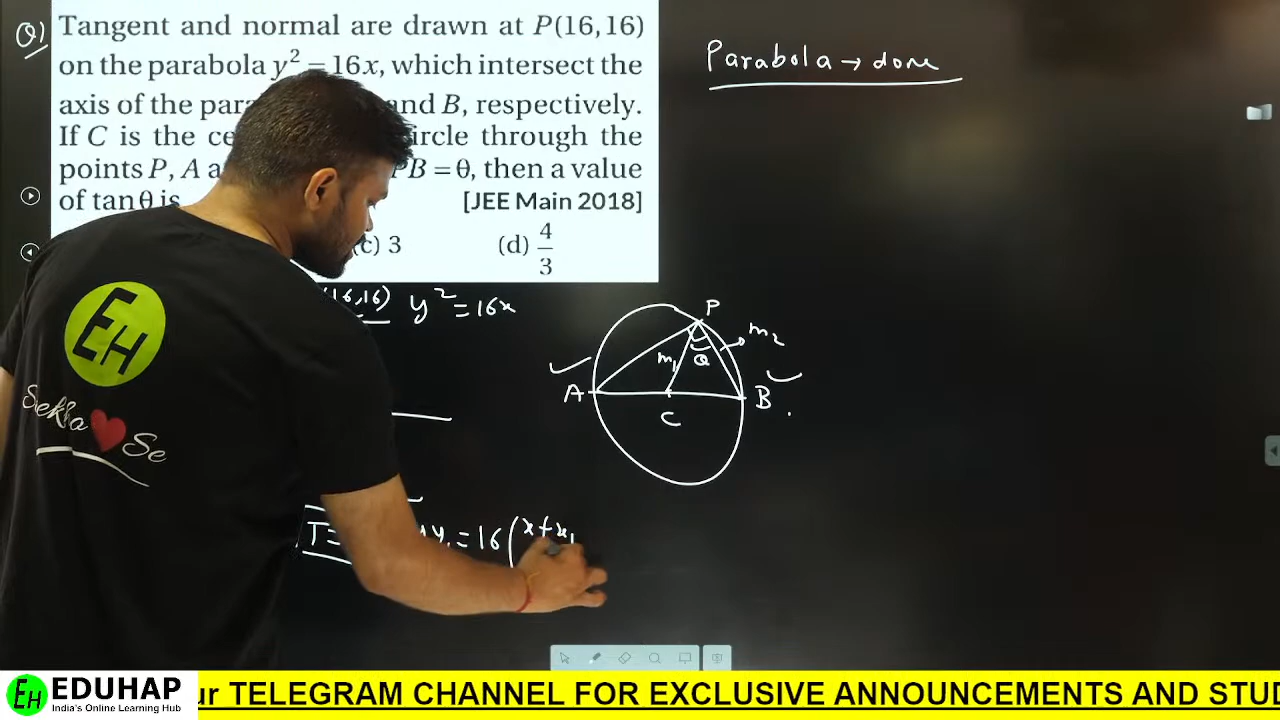 Q)
Tangent and normal are drawn at P(16,16)
on the parabola y² = 16x, which intersect the
axis of the para and B, respectively.
If C is the ce ircle through the
points P, A a PB = θ, then a value
of tan θ is
[JEE Main 2018]
(c) 3 (d) 4/3
Parabola → done
(16,16) y² = 16x
P
m₁ θ m₂
A B
C
T= y₁ = 16 (x+x₁
EH
Sekho Se
EH EDUHAP
India's Online Learning Hub
ur TELEGRAM CHANNEL FOR EXCLUSIVE ANNOUNCEMENTS AND STU